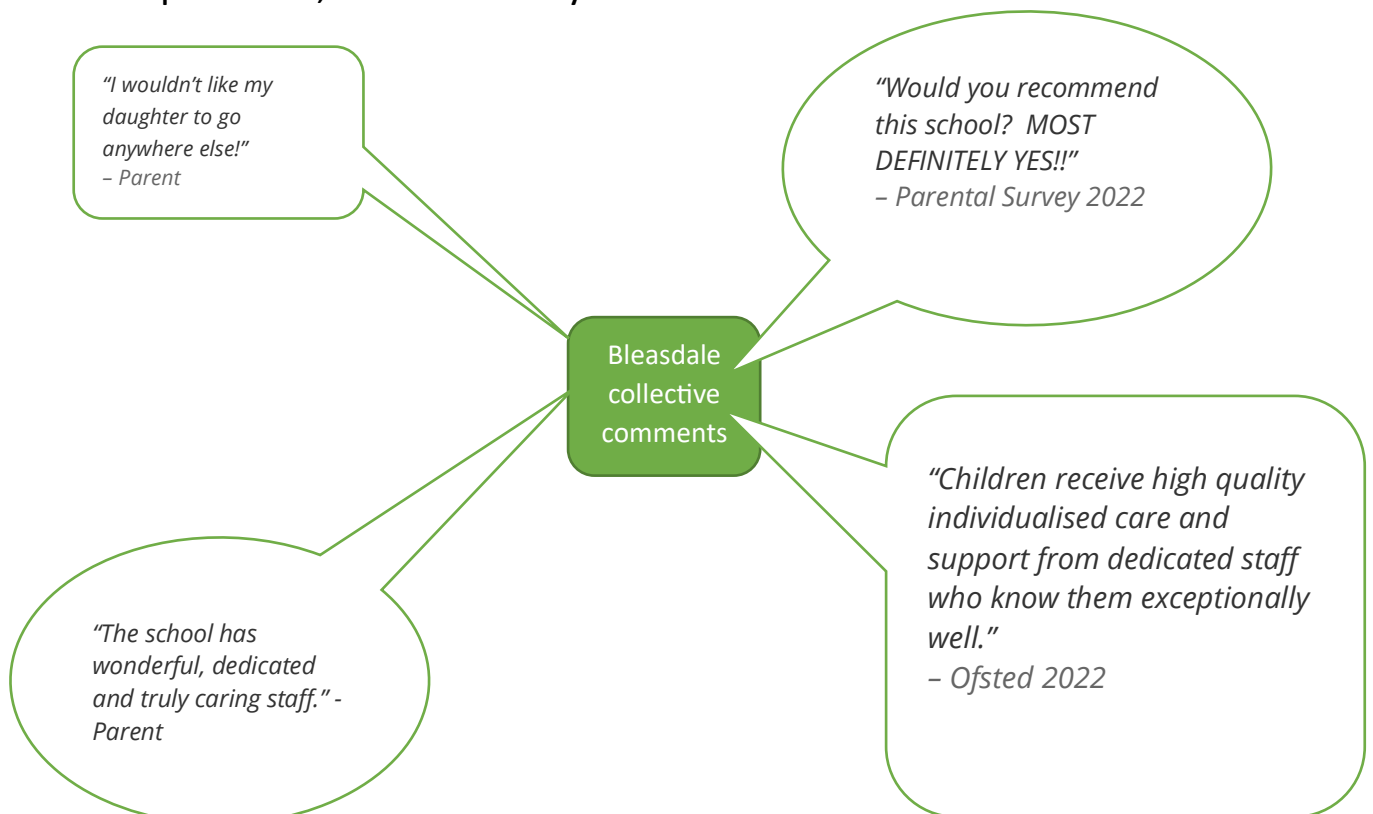 “I wouldn’t like my
daughter to go
anywhere else!”
– Parent
“Would you recommend
this school?  MOST
DEFINITELY YES!!”
– Parental Survey 2022
Bleasdale
collective
comments
“Children receive high quality
individualised care and
support from dedicated staff
who know them exceptionally
well.”
– Ofsted 2022
“The school has
wonderful, dedicated
and truly caring staff.” -
Parent